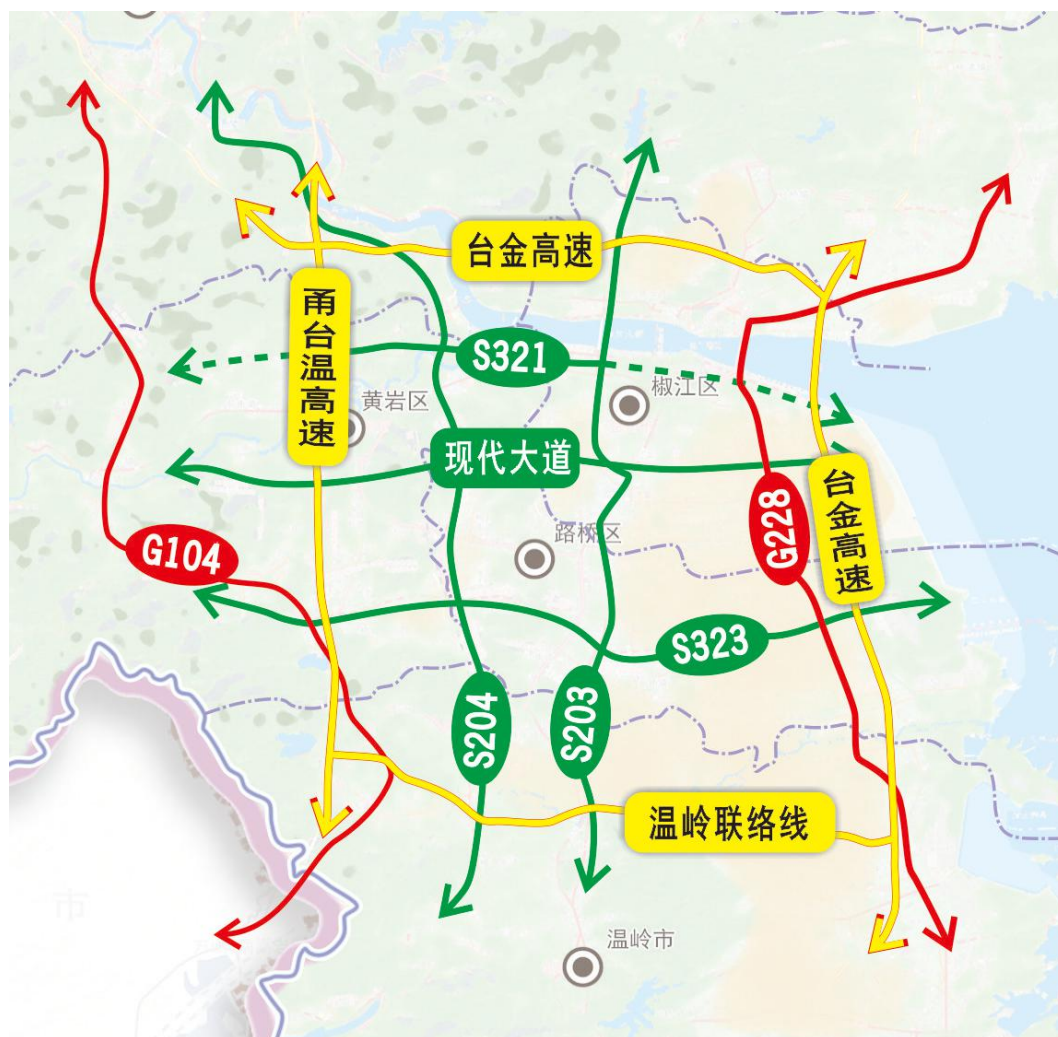 台金高速
甬台温高速
S321
黄岩区
椒江区
现代大道
台金高速
G228
路桥区
G104
S323
S204
S203
温岭联络线
市
温岭市